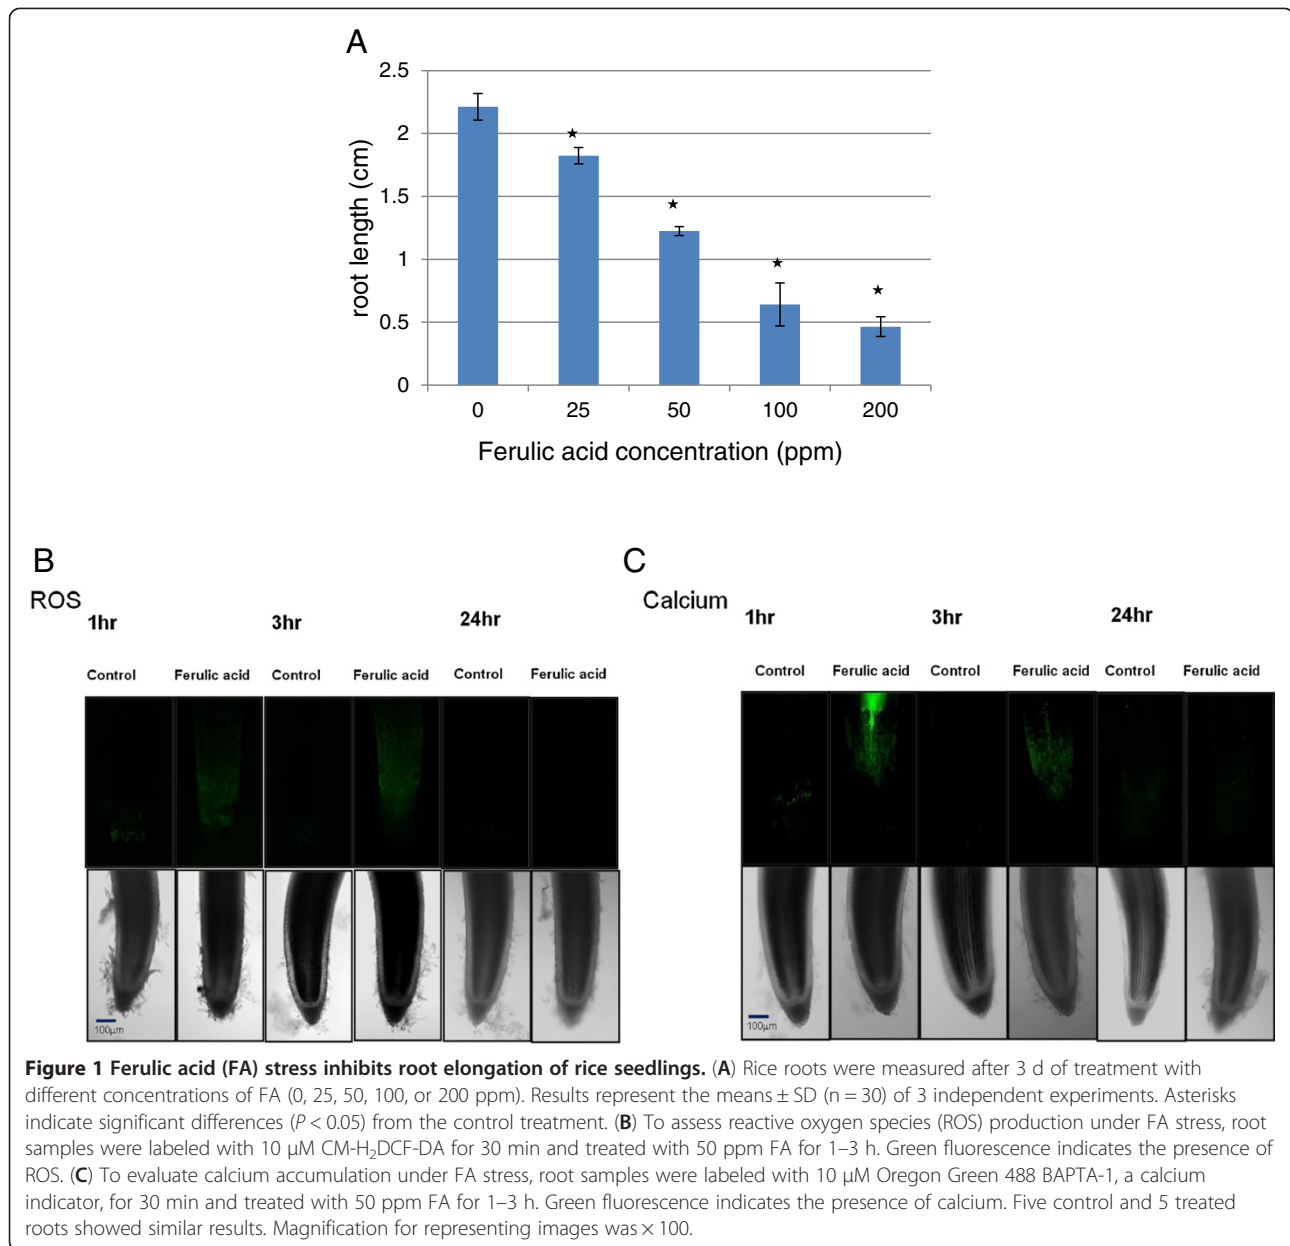 A
2.5
2
1.5
1
0.5
0
root length (cm)
★
★
★
★
0 25 50 100 200
Ferulic acid concentration (ppm)
B
ROS
1hr 3hr 24hr
Control Ferulic acid Control Ferulic acid Control Ferulic acid
100µm
C
Calcium
1hr 3hr 24hr
Control Ferulic acid Control Ferulic acid Control Ferulic acid
100µm
Figure 1 Ferulic acid (FA) stress inhibits root elongation of rice seedlings. (A) Rice roots were measured after 3 d of treatment with
different concentrations of FA (0, 25, 50, 100, or 200 ppm). Results represent the means ± SD (n = 30) of 3 independent experiments. Asterisks
indicate significant differences (P < 0.05) from the control treatment. (B) To assess reactive oxygen species (ROS) production under FA stress, root
samples were labeled with 10 µM CM-H₂DCF-DA for 30 min and treated with 50 ppm FA for 1–3 h. Green fluorescence indicates the presence of
ROS. (C) To evaluate calcium accumulation under FA stress, root samples were labeled with 10 µM Oregon Green 488 BAPTA-1, a calcium
indicator, for 30 min and treated with 50 ppm FA for 1–3 h. Green fluorescence indicates the presence of calcium. Five control and 5 treated
roots showed similar results. Magnification for representing images was × 100.